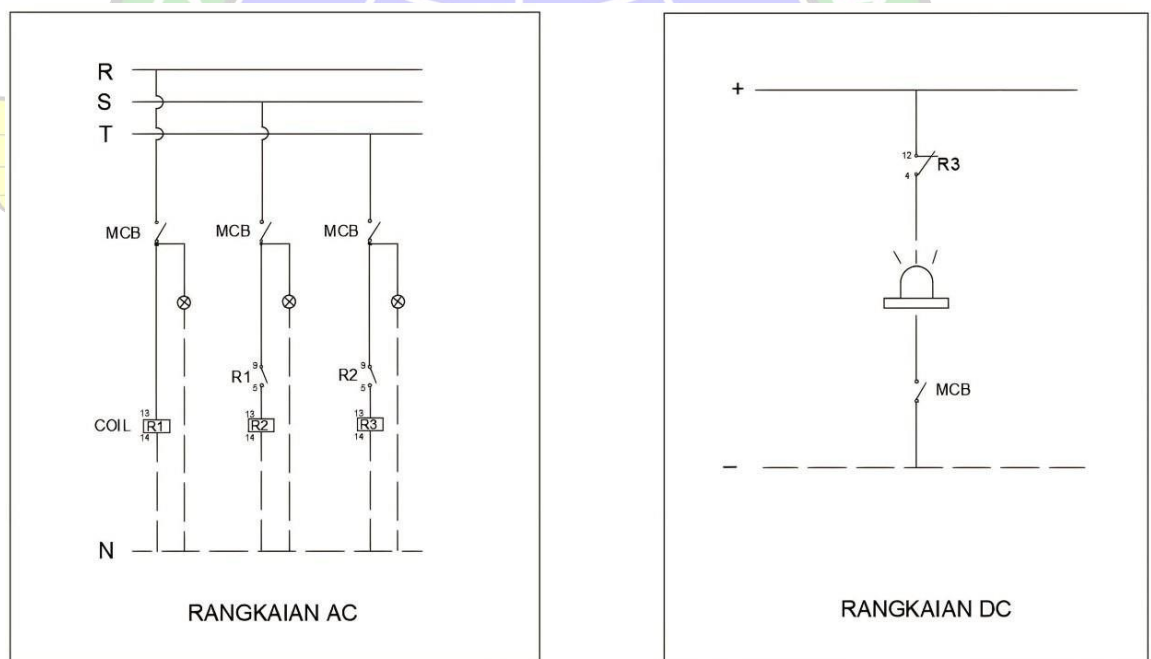 R
S
T
MCB
MCB
MCB
R1
9
5
R2
9
5
COIL
13
R1
14
13
R2
14
13
R3
14
N
RANGKAIAN AC
+
12
4
R3
MCB
–
RANGKAIAN DC